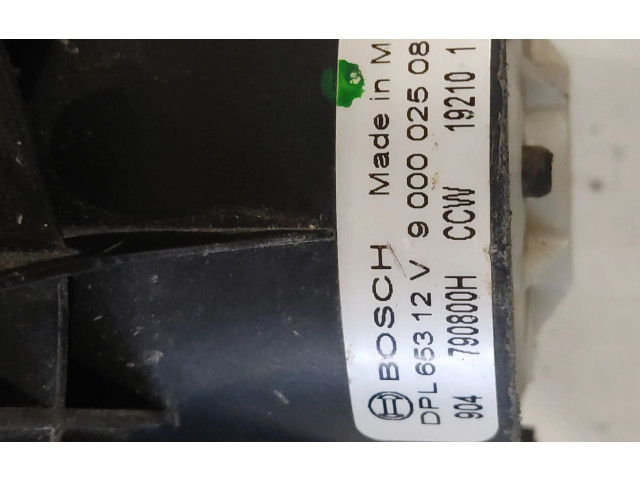 BOSCH Made in M
DPL 653 12 V 9 000 025 08
904 790800H CCW 19210 1